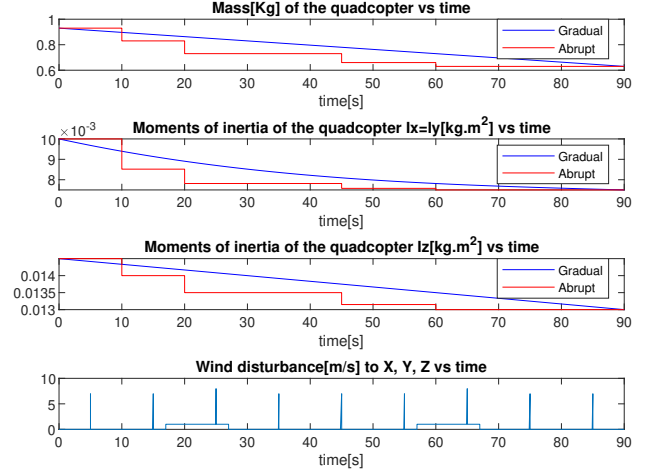 Mass[Kg] of the quadcopter vs time
1
0.8
0.6
Gradual
Abrupt
0 10 20 30 40 50 60 70 80 90
time[s]
Moments of inertia of the quadcopter Ix=Iy[kg.m²] vs time
×10⁻³
10
8
Gradual
Abrupt
0 10 20 30 40 50 60 70 80 90
time[s]
Moments of inertia of the quadcopter Iz[kg.m²] vs time
0.014
0.0135
0.013
Gradual
Abrupt
0 10 20 30 40 50 60 70 80 90
time[s]
Wind disturbance[m/s] to X, Y, Z vs time
10
5
0
0 10 20 30 40 50 60 70 80 90
time[s]